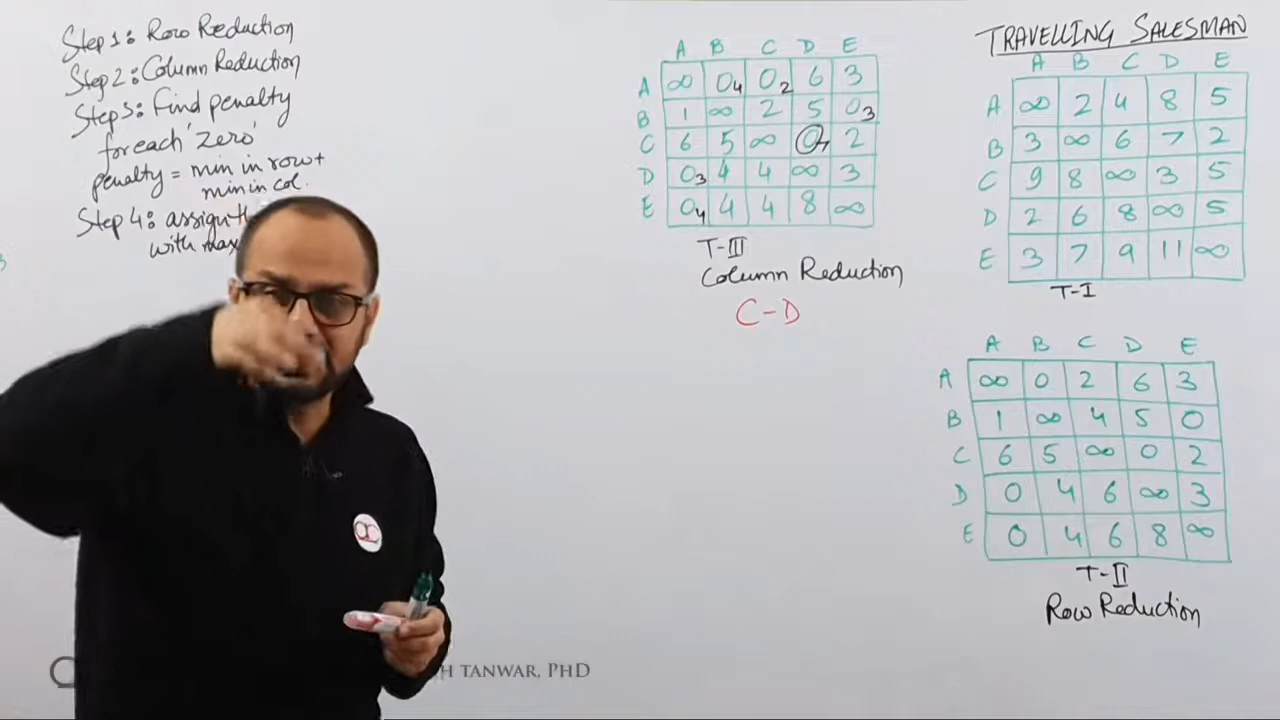 Step 1: Row Reduction
Step 2: Column Reduction
Step 3: Find penalty
for each 'Zero'
penalty = min in row +
min in col.
Step 4: assign
with max
A B C D E
A ∞ 0₄ 0₂ 6 3
B 1 ∞ 2 5 0₃
C 6 5 ∞ 0₇ 2
D 0₃ 4 4 ∞ 3
E 0₄ 4 4 8 ∞
T-III
Column Reduction
C-D
TRAVELLING SALESMAN
A B C D E
A ∞ 2 4 8 5
B 3 ∞ 6 7 2
C 9 8 ∞ 3 5
D 2 6 8 ∞ 5
E 3 7 9 11 ∞
T-I
A B C D E
A ∞ 0 2 6 3
B 1 ∞ 4 5 0
C 6 5 ∞ 0 2
D 0 4 6 ∞ 3
E 0 4 6 8 ∞
T-II
Row Reduction
TANWAR, PHD